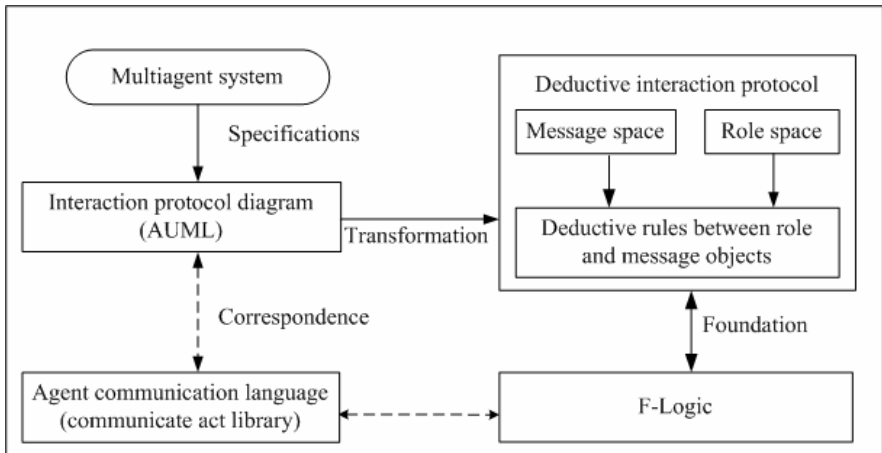 Multiagent system
Specifications
Interaction protocol diagram
(AUML)
Transformation
Correspondence
Agent communication language
(communicate act library)
Deductive interaction protocol
Message space
Role space
Deductive rules between role
and message objects
Foundation
F-Logic